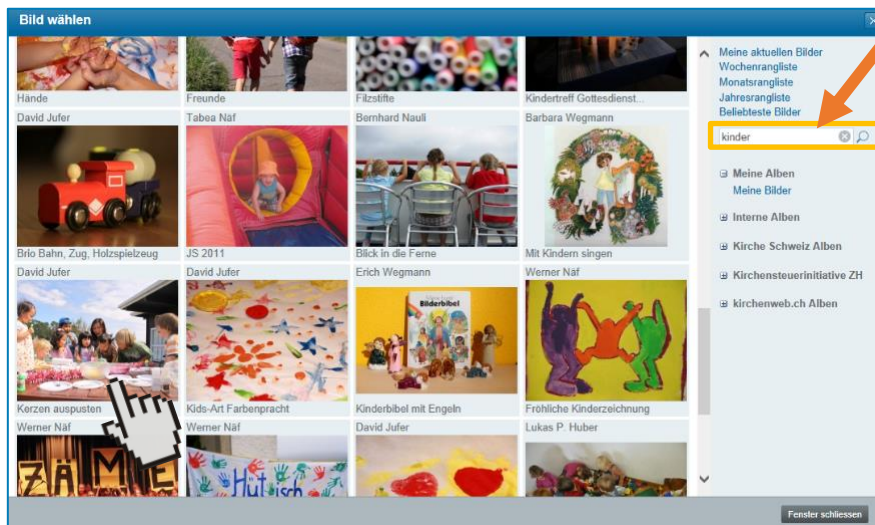 Bild wählen
Hände
Freunde
Filzstifte
Kindertreff Gottesdienst...
David Jufer
Tabea Näf
Bernhard Nauli
Barbara Wegmann
Brio Bahn, Zug, Holzspielzeug
JS 2011
Blick in die Ferne
Mit Kindern singen
David Jufer
David Jufer
Erich Wegmann
Werner Näf
Bilderbibel
Kerzen auspusten
Kids-Art Farbenpracht
Kinderbibel mit Engeln
Fröhliche Kinderzeichnung
Werner Näf
Werner Näf
David Jufer
Lukas P. Huber
ZÄME
Hüt isch
Meine aktuellen Bilder
Wochenrangliste
Monatsrangliste
Jahresrangliste
Beliebteste Bilder
kinder
Meine Alben
Meine Bilder
Interne Alben
Kirche Schweiz Alben
Kirchensteuerinitiative ZH
kirchenweb.ch Alben
Fenster schliessen